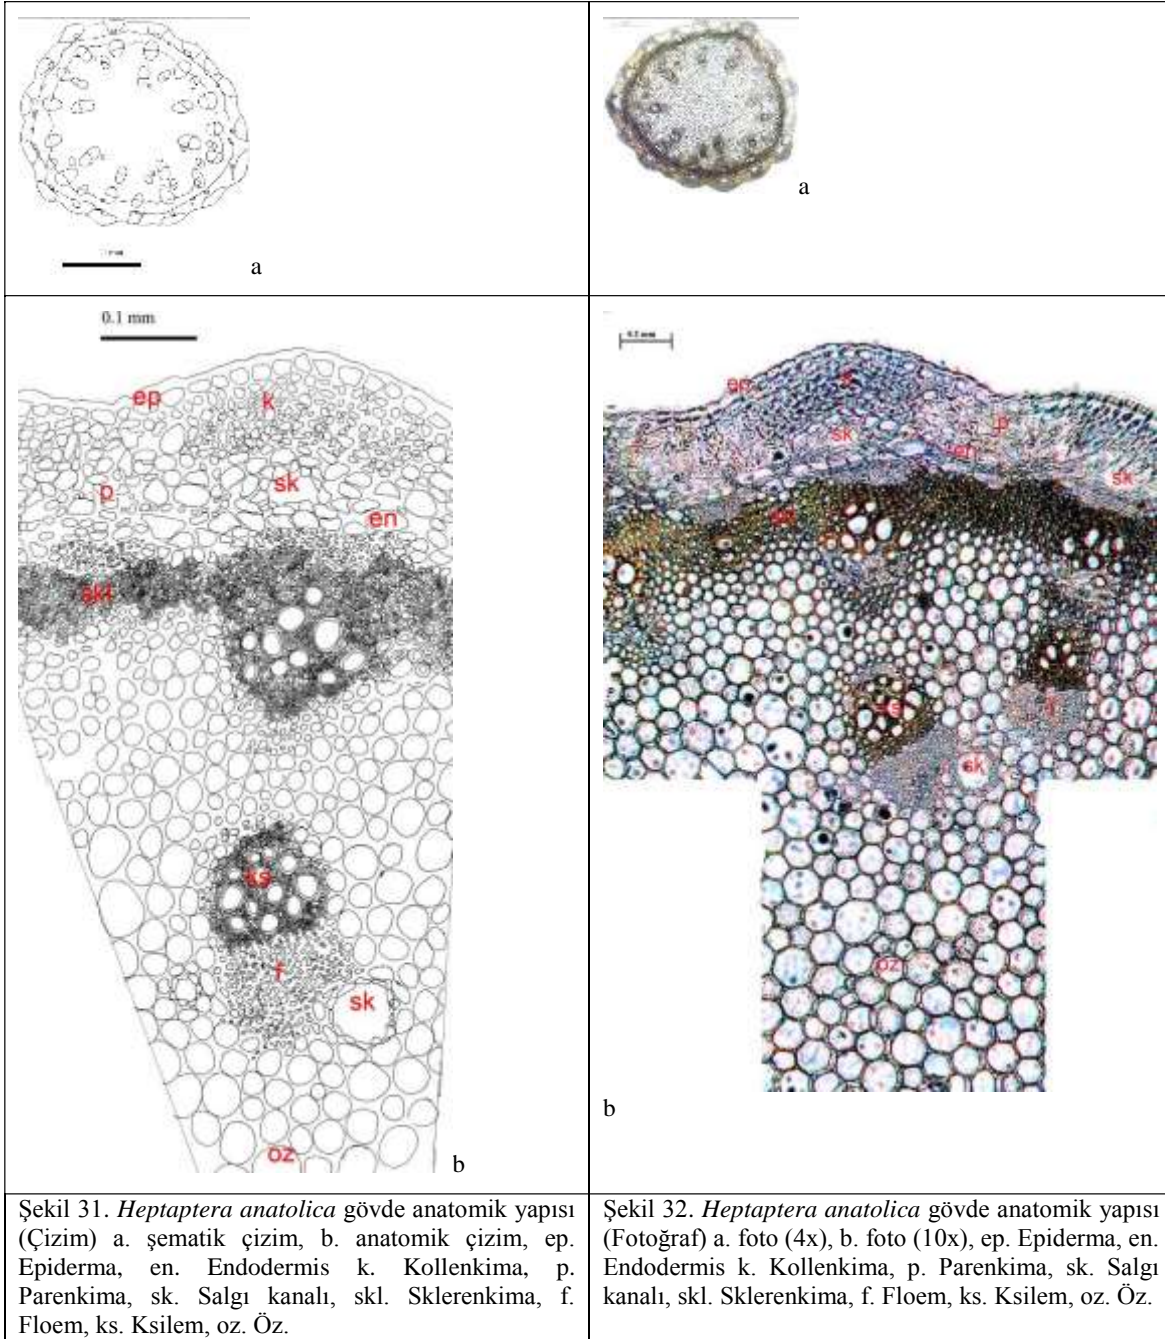 a
a
0.1 mm
ep
k
sk
p
en
skl
ks
f
sk
oz
b
ep
k
p
sk
en
sk
ks
f
sk
oz
b
Şekil 31. Heptaptera anatolica gövde anatomik yapısı
(Çizim) a. şematik çizim, b. anatomik çizim, ep.
Epiderma, en. Endodermis k. Kollenkima, p.
Parenkima, sk. Salgı kanalı, skl. Sklerenkima, f.
Floem, ks. Ksilem, oz. Öz.
Şekil 32. Heptaptera anatolica gövde anatomik yapısı
(Fotoğraf) a. foto (4x), b. foto (10x), ep. Epiderma, en.
Endodermis k. Kollenkima, p. Parenkima, sk. Salgı
kanalı, skl. Sklerenkima, f. Floem, ks. Ksilem, oz. Öz.